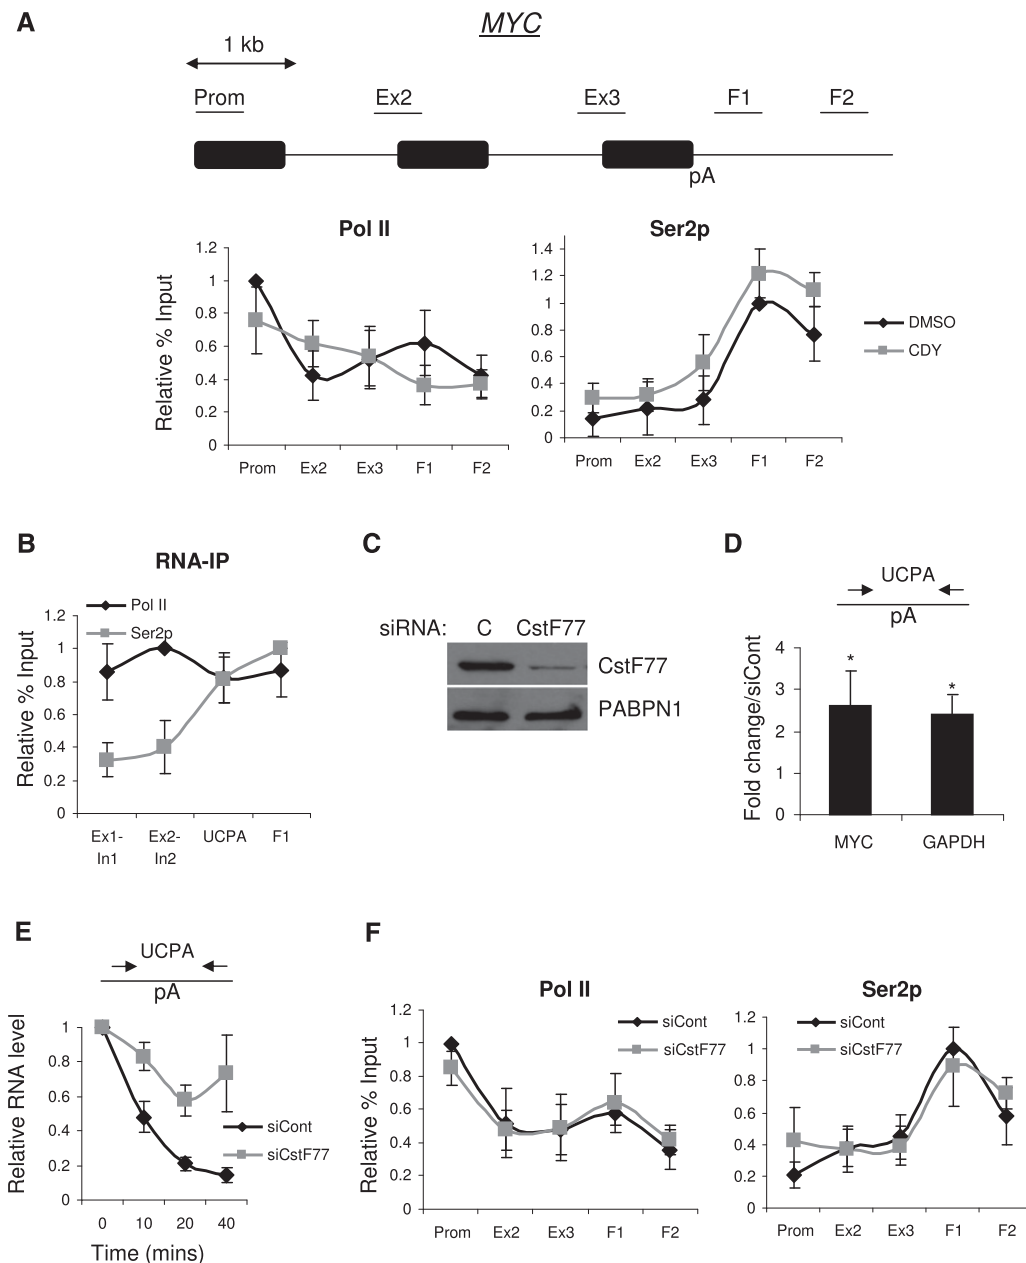 A
MYC
1 kb
Prom Ex2 Ex3 F1 F2
pA
Pol II
Relative % Input
1.2
1
0.8
0.6
0.4
0.2
0
Prom Ex2 Ex3 F1 F2
Ser2p
1.4
1.2
1
0.8
0.6
0.4
0.2
0
Prom Ex2 Ex3 F1 F2
DMSO
CDY
B
RNA-IP
Pol II
Ser2p
Relative % Input
1.2
1
0.8
0.6
0.4
0.2
0
Ex1-In1 Ex2-In2 UCPA F1
C
siRNA: C CstF77
CstF77
PABPN1
D
UCPA
pA
Fold change/siCont
4
3
2
1
0
*
*
MYC GAPDH
E
UCPA
pA
Relative RNA level
1
0.8
0.6
0.4
0.2
0
siCont
siCstF77
0 10 20 40
Time (mins)
F
Pol II
siCont
siCstF77
Relative % Input
1.2
1
0.8
0.6
0.4
0.2
0
Prom Ex2 Ex3 F1 F2
Ser2p
siCont
siCstF77
1.2
1
0.8
0.6
0.4
0.2
0
Prom Ex2 Ex3 F1 F2